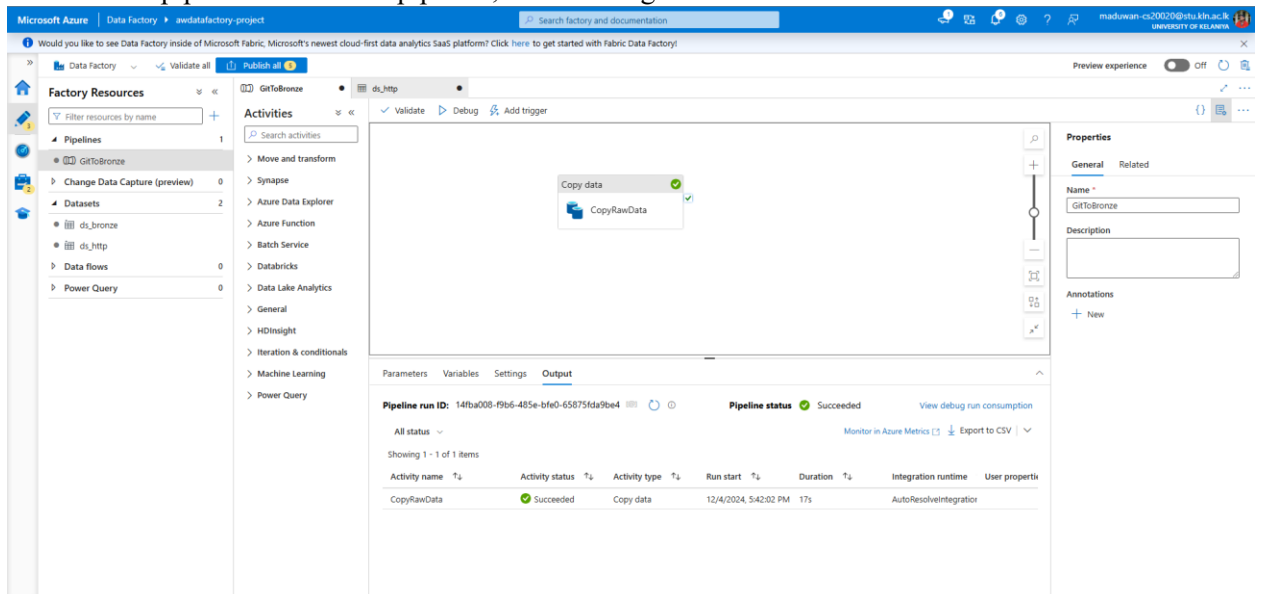 Microsoft Azure | Data Factory ▸ awdatafactory-project
Search factory and documentation
maduwan-cs20020@stu.kln.ac.lk
UNIVERSITY OF KELANIYA
Would you like to see Data Factory inside of Microsoft Fabric, Microsoft's newest cloud-first data analytics SaaS platform? Click here to get started with Fabric Data Factory!
Data Factory Validate all Publish all
Preview experience Off
Factory Resources
Filter resources by name
Pipelines 1
GitToBronze
Change Data Capture (preview) 0
Datasets 2
ds_bronze
ds_http
Data flows 0
Power Query 0
GitToBronze ds_http
Activities
Search activities
Move and transform
Synapse
Azure Data Explorer
Azure Function
Batch Service
Databricks
Data Lake Analytics
General
HDInsight
Iteration & conditionals
Machine Learning
Power Query
Validate Debug Add trigger
Copy data
CopyRawData
Parameters Variables Settings Output
Pipeline run ID: 14fba008-f9b6-485e-bfe0-65875fda9be4 Pipeline status Succeeded View debug run consumption
All status Monitor in Azure Metrics Export to CSV
Showing 1 - 1 of 1 items
Activity name Activity status Activity type Run start Duration Integration runtime User propertie
CopyRawData Succeeded Copy data 12/4/2024, 5:42:02 PM 17s AutoResolveIntegration
Properties
General Related
Name *
GitToBronze
Description
Annotations
New